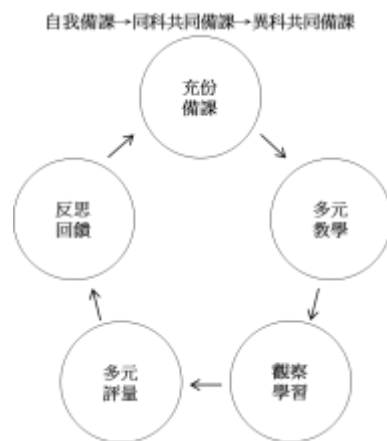 自我備課→同科共同備課→異科共同備課
充份
備課
多元
教學
觀察
學習
多元
評量
反思
回饋